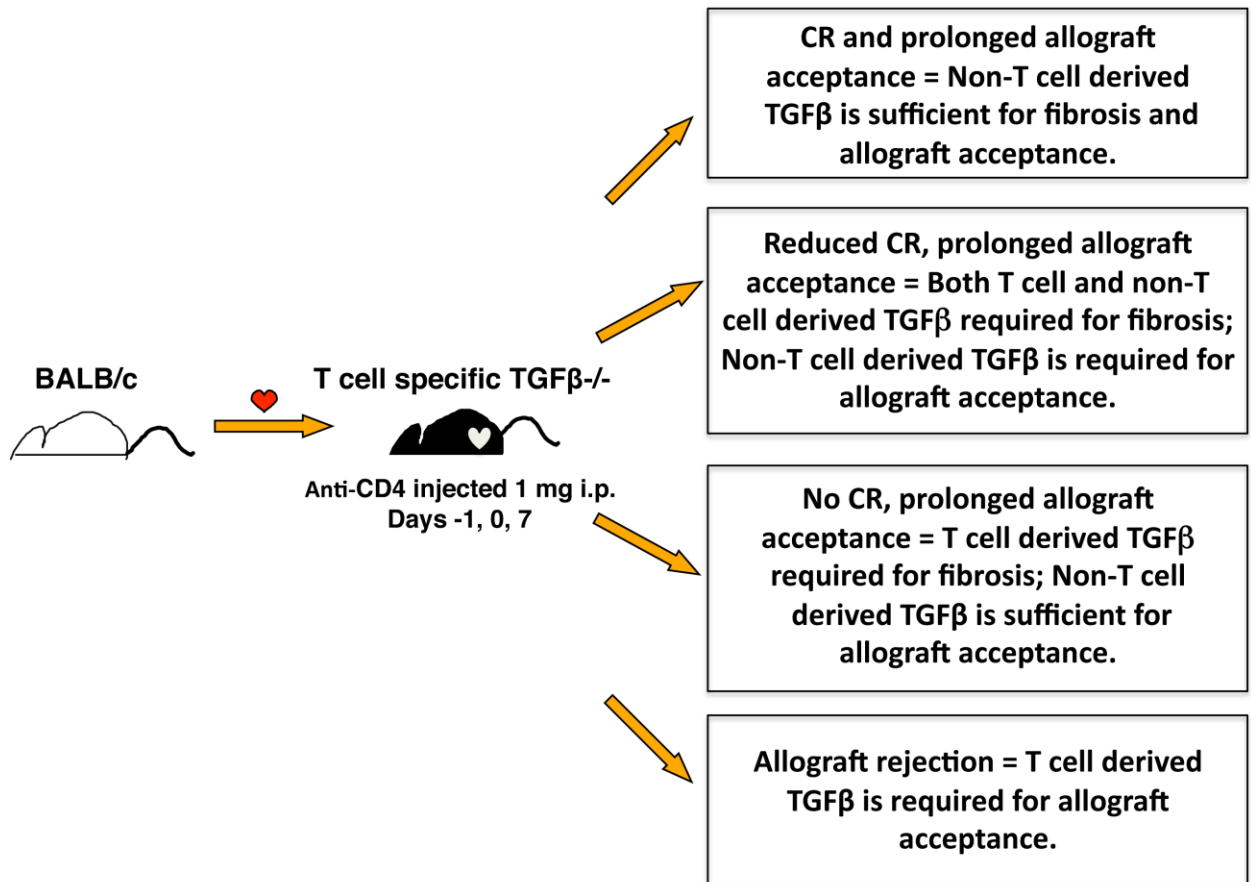 CR and prolonged allograft
acceptance = Non-T cell derived
TGFβ is sufficient for fibrosis and
allograft acceptance.
Reduced CR, prolonged allograft
acceptance = Both T cell and non-T
cell derived TGFβ required for fibrosis;
Non-T cell derived TGFβ is required for
allograft acceptance.
BALB/c
T cell specific TGFβ-/-
Anti-CD4 injected 1 mg i.p.
Days -1, 0, 7
No CR, prolonged allograft
acceptance = T cell derived TGFβ
required for fibrosis; Non-T cell
derived TGFβ is sufficient for
allograft acceptance.
Allograft rejection = T cell derived
TGFβ is required for allograft
acceptance.